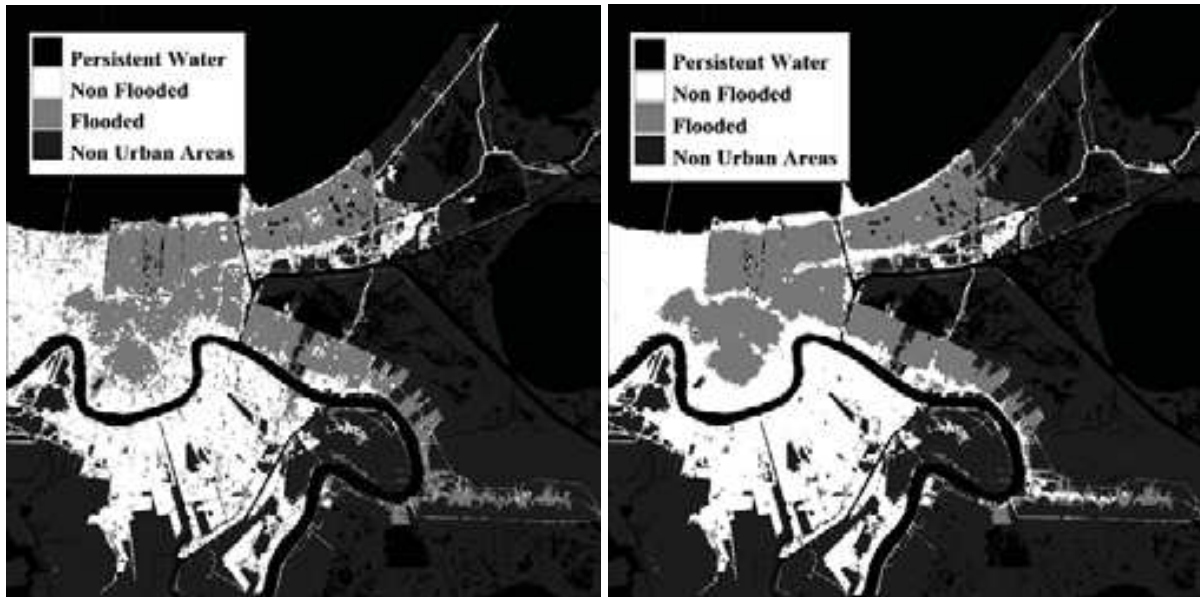 Persistent Water
Non Flooded
Flooded
Non Urban Areas
Persistent Water
Non Flooded
Flooded
Non Urban Areas